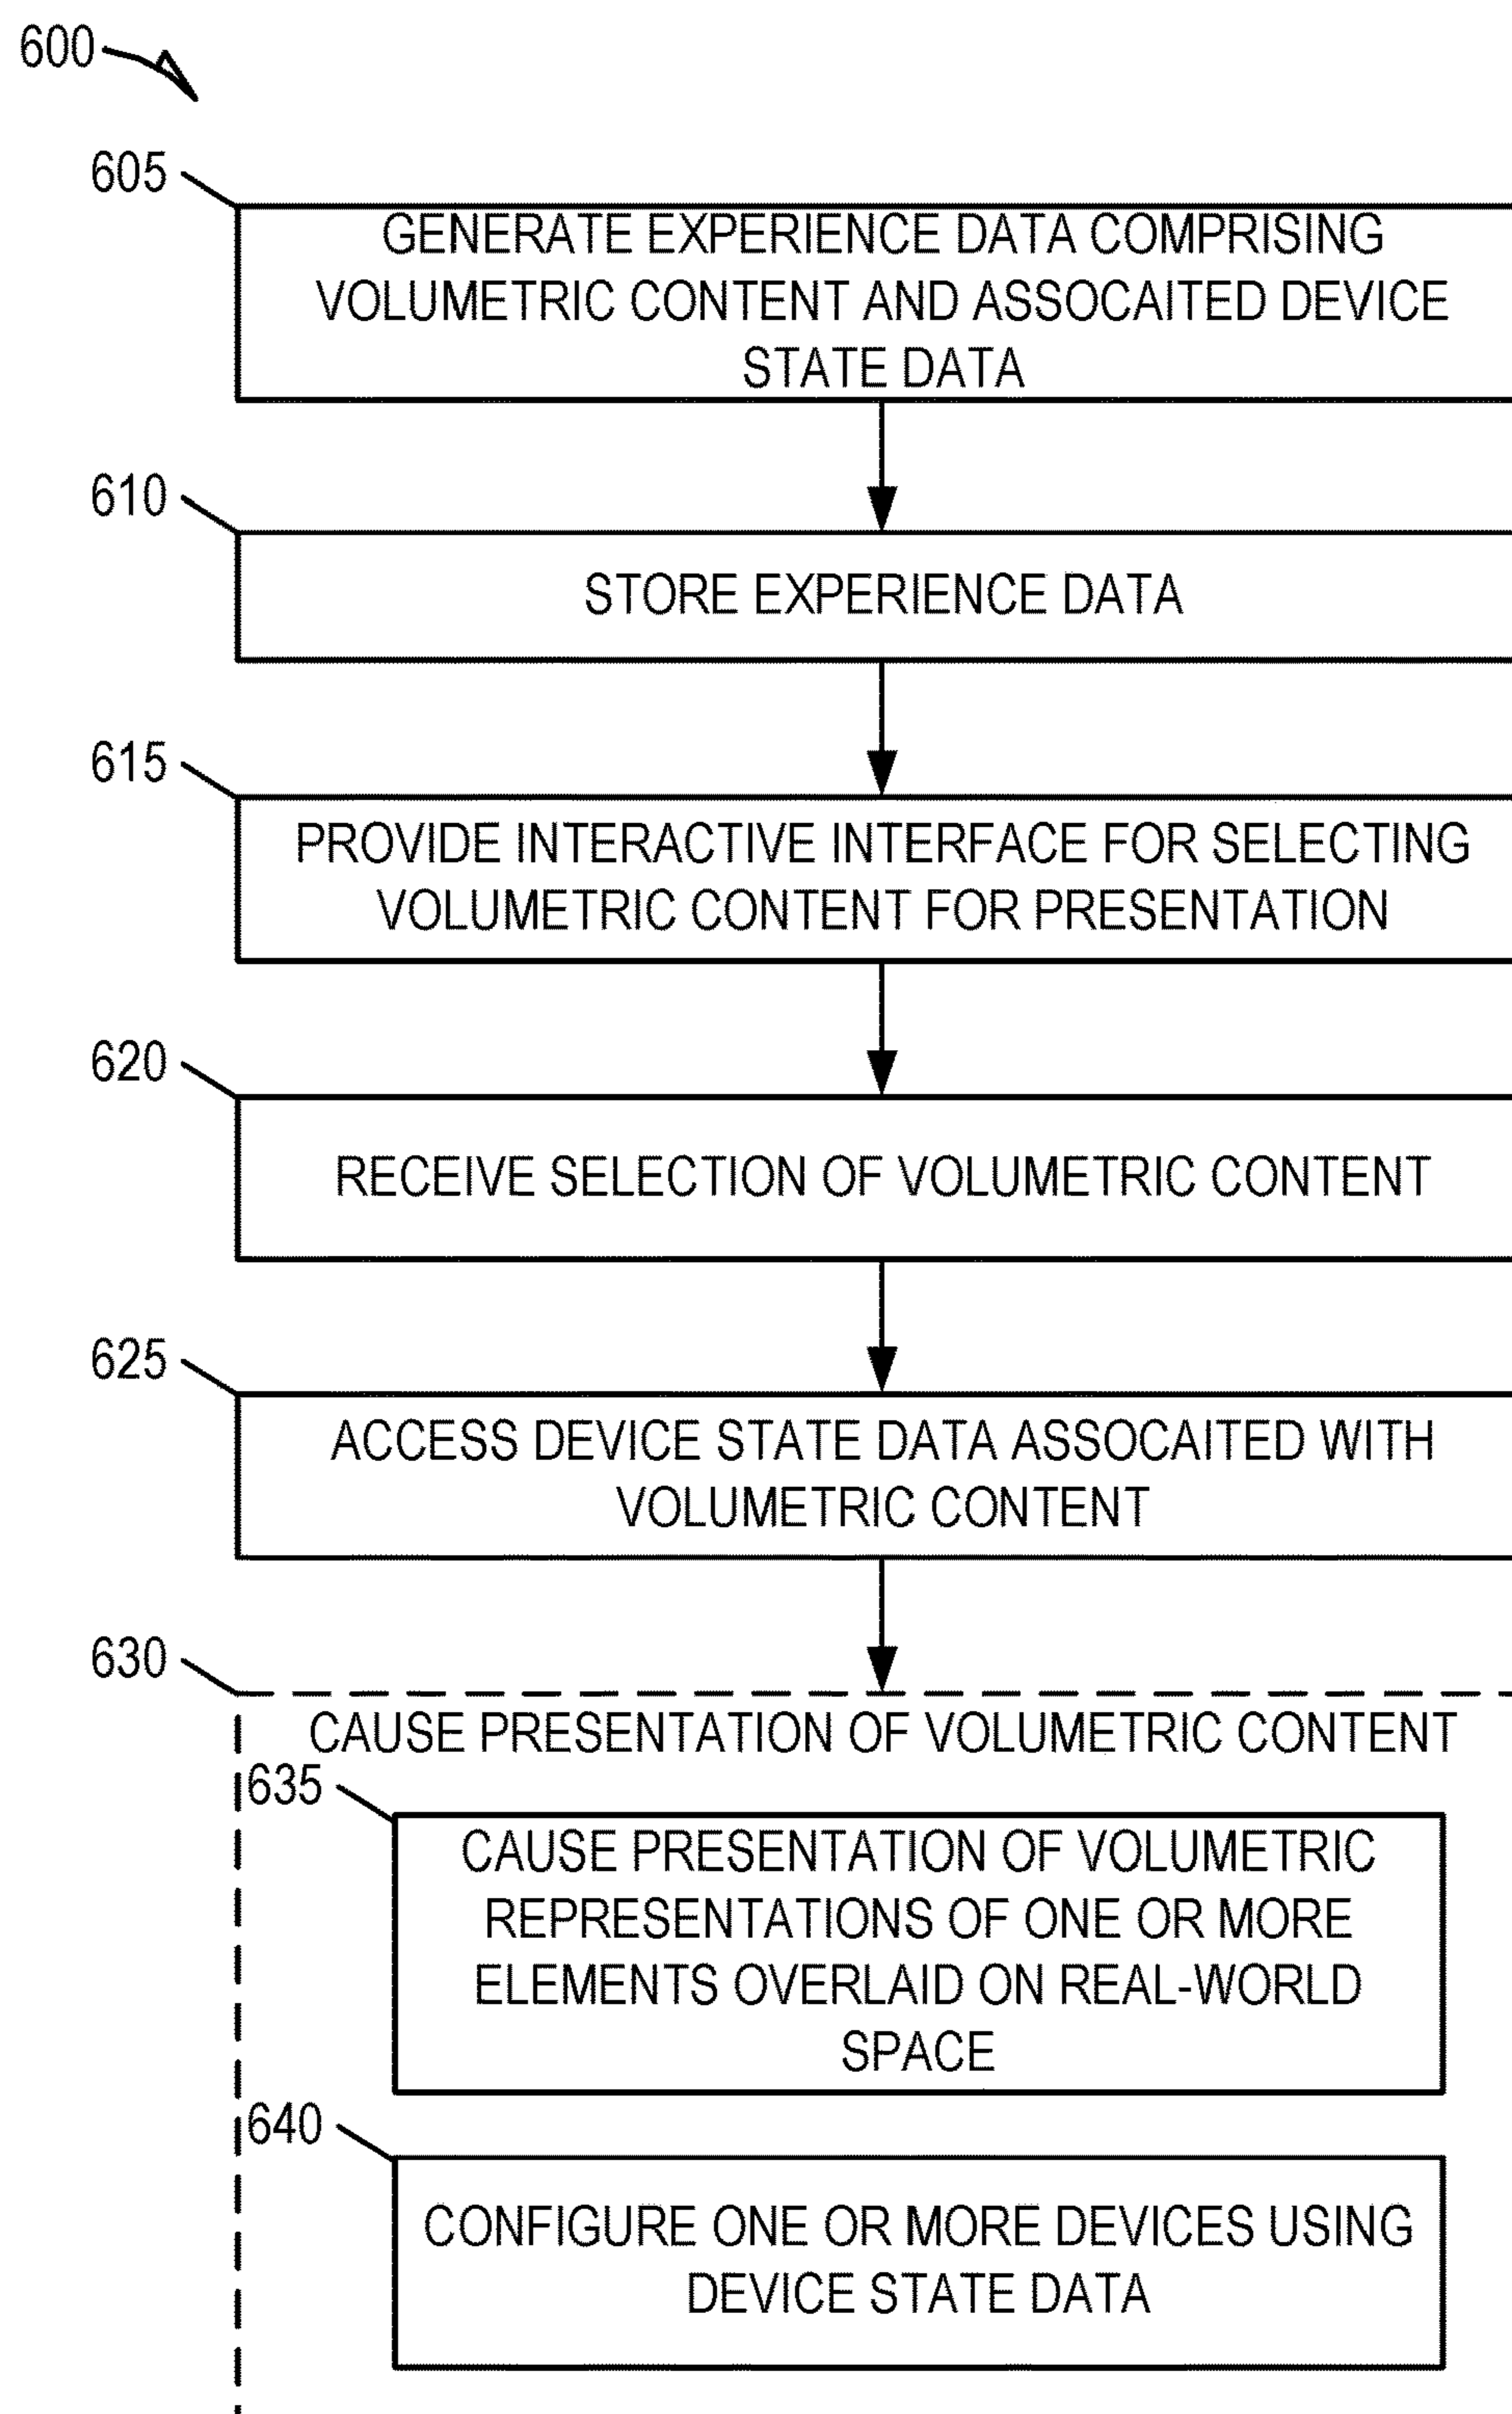 600
605
GENERATE EXPERIENCE DATA COMPRISING
VOLUMETRIC CONTENT AND ASSOCAITED DEVICE
STATE DATA
610
STORE EXPERIENCE DATA
615
PROVIDE INTERACTIVE INTERFACE FOR SELECTING
VOLUMETRIC CONTENT FOR PRESENTATION
620
RECEIVE SELECTION OF VOLUMETRIC CONTENT
625
ACCESS DEVICE STATE DATA ASSOCAITED WITH
VOLUMETRIC CONTENT
630
CAUSE PRESENTATION OF VOLUMETRIC CONTENT
635
CAUSE PRESENTATION OF VOLUMETRIC
REPRESENTATIONS OF ONE OR MORE
ELEMENTS OVERLAID ON REAL-WORLD
SPACE
640
CONFIGURE ONE OR MORE DEVICES USING
DEVICE STATE DATA